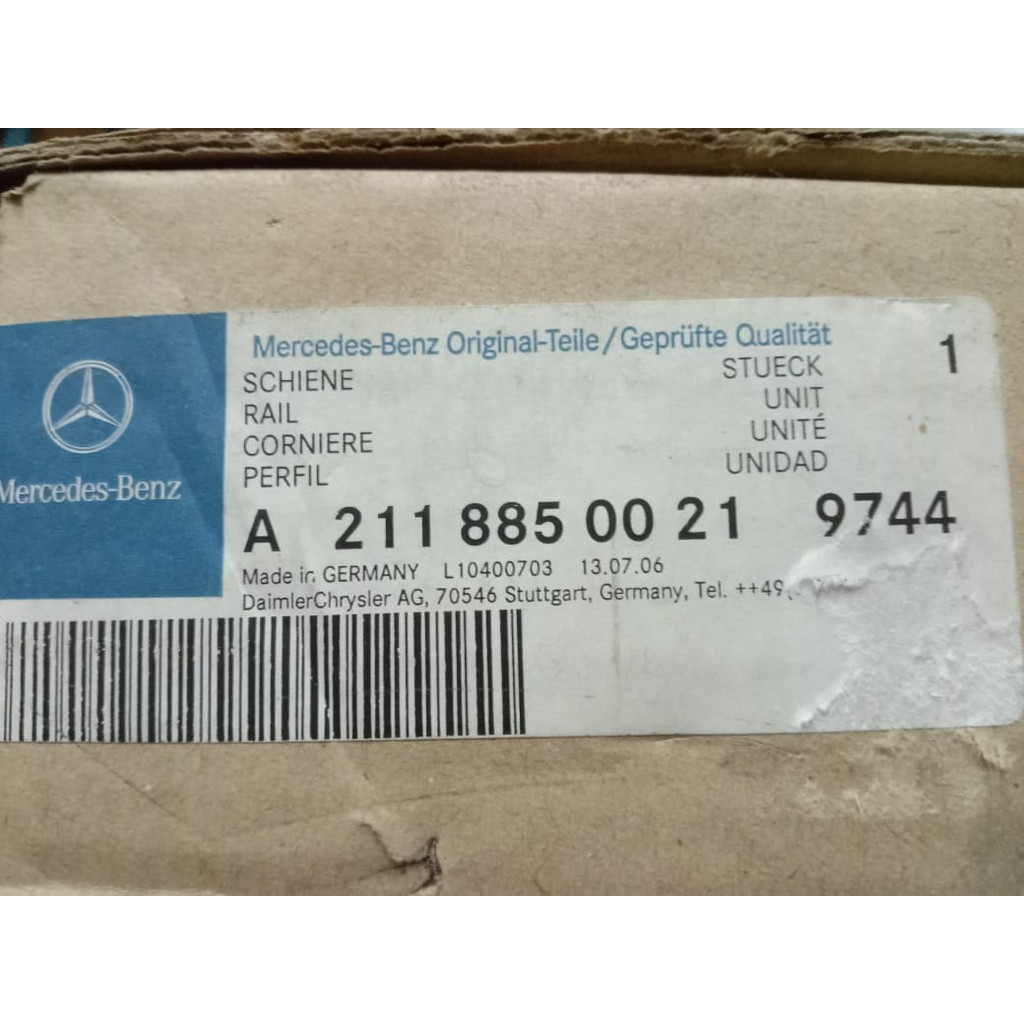 Mercedes-Benz
Mercedes-Benz Original-Teile/Geprüfte Qualität
SCHIENE STUECK 1
RAIL UNIT
CORNIERE UNITÉ
PERFIL UNIDAD
A 211 885 00 21 9744
Made in GERMANY L10400703 13.07.06
DaimlerChrysler AG, 70546 Stuttgart, Germany, Tel. ++49